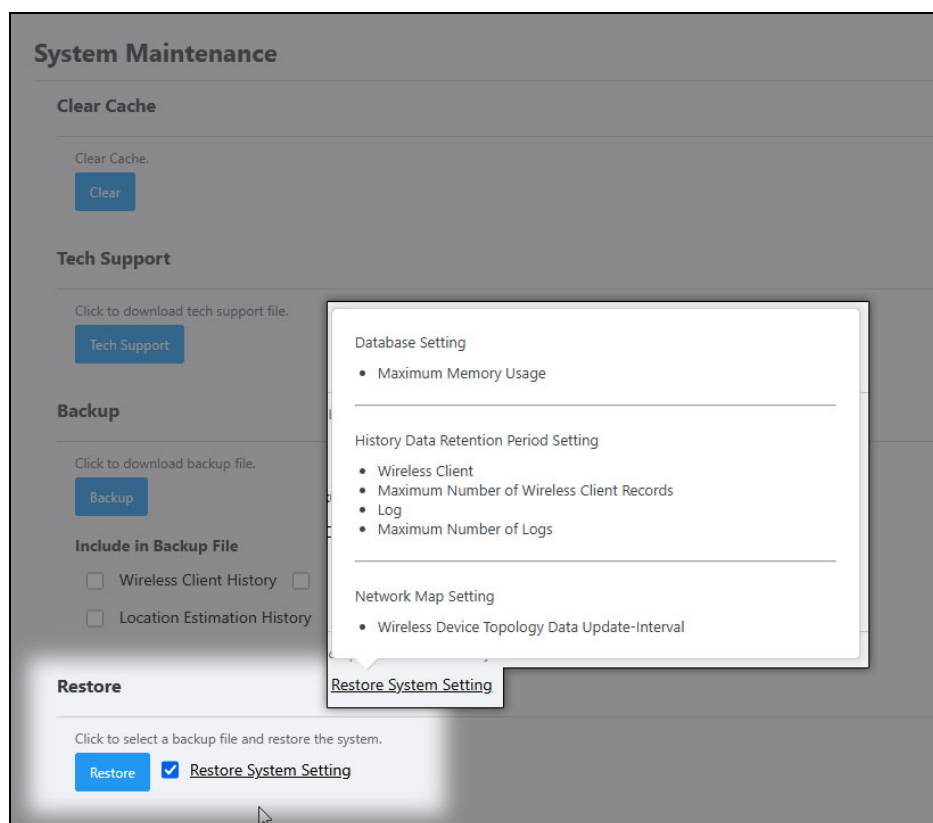 System Maintenance
Clear Cache
Clear Cache.
Clear
Tech Support
Click to download tech support file.
Tech Support
Backup
Click to download backup file.
Backup
Include in Backup File
Wireless Client History
Location Estimation History
Database Setting
• Maximum Memory Usage
History Data Retention Period Setting
• Wireless Client
• Maximum Number of Wireless Client Records
• Log
• Maximum Number of Logs
Network Map Setting
• Wireless Device Topology Data Update-Interval
Restore System Setting
Restore
Click to select a backup file and restore the system.
Restore
Restore System Setting